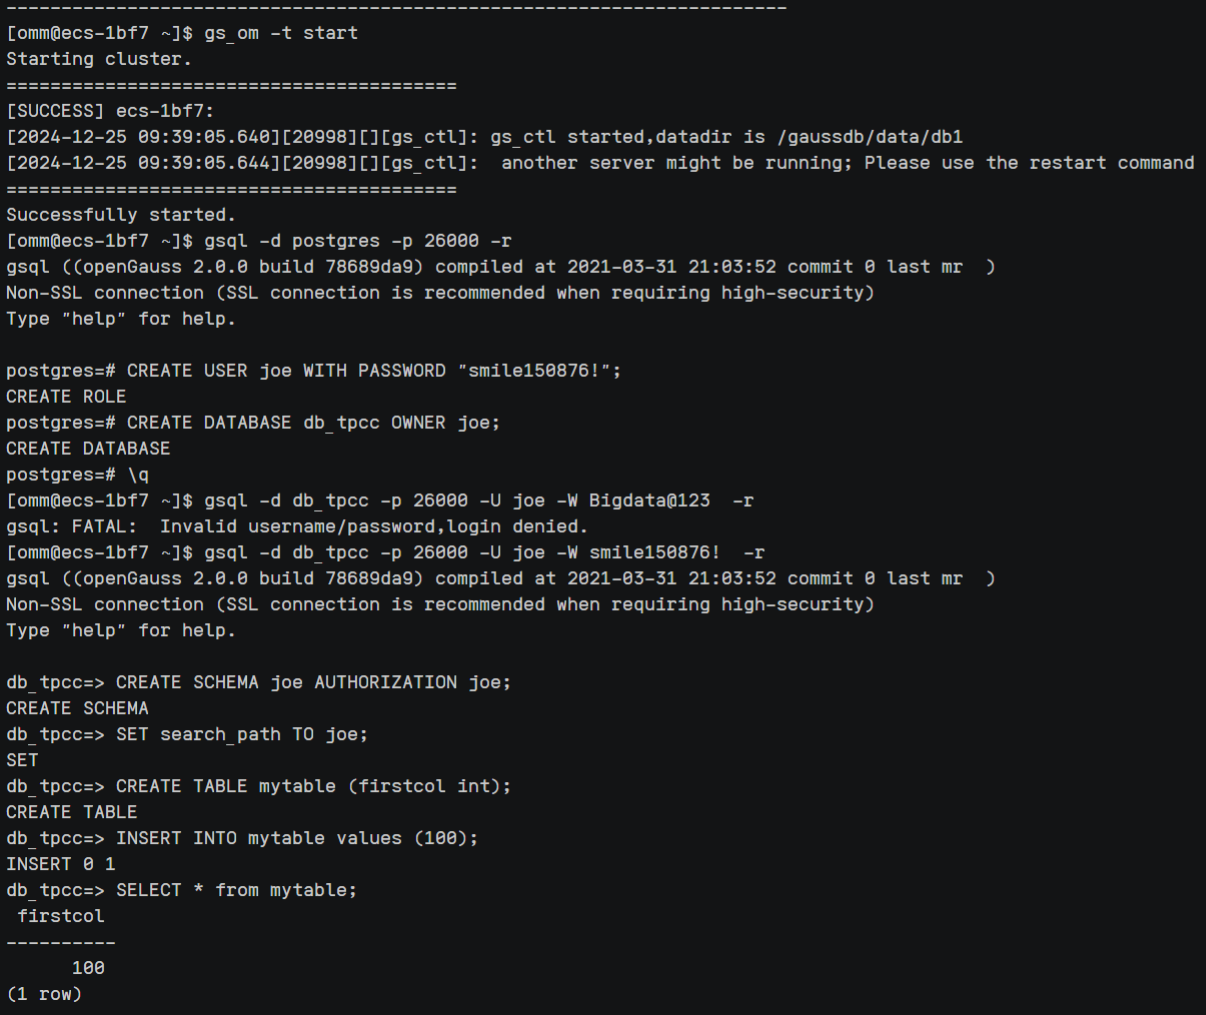 -----------------------------------------------------------------------
[omm@ecs-1bf7 ~]$ gs_om -t start
Starting cluster.
=========================================
[SUCCESS] ecs-1bf7:
[2024-12-25 09:39:05.640][20998][][gs_ctl]: gs_ctl started,datadir is /gaussdb/data/db1
[2024-12-25 09:39:05.644][20998][][gs_ctl]:  another server might be running; Please use the restart command
=========================================
Successfully started.
[omm@ecs-1bf7 ~]$ gsql -d postgres -p 26000 -r
gsql ((openGauss 2.0.0 build 78689da9) compiled at 2021-03-31 21:03:52 commit 0 last mr  )
Non-SSL connection (SSL connection is recommended when requiring high-security)
Type "help" for help.

postgres=# CREATE USER joe WITH PASSWORD "smile150876!";
CREATE ROLE
postgres=# CREATE DATABASE db_tpcc OWNER joe;
CREATE DATABASE
postgres=# \q
[omm@ecs-1bf7 ~]$ gsql -d db_tpcc -p 26000 -U joe -W Bigdata@123  -r
gsql: FATAL:  Invalid username/password,login denied.
[omm@ecs-1bf7 ~]$ gsql -d db_tpcc -p 26000 -U joe -W smile150876!  -r
gsql ((openGauss 2.0.0 build 78689da9) compiled at 2021-03-31 21:03:52 commit 0 last mr  )
Non-SSL connection (SSL connection is recommended when requiring high-security)
Type "help" for help.

db_tpcc=> CREATE SCHEMA joe AUTHORIZATION joe;
CREATE SCHEMA
db_tpcc=> SET search_path TO joe;
SET
db_tpcc=> CREATE TABLE mytable (firstcol int);
CREATE TABLE
db_tpcc=> INSERT INTO mytable values (100);
INSERT 0 1
db_tpcc=> SELECT * from mytable;
 firstcol
----------
      100
(1 row)